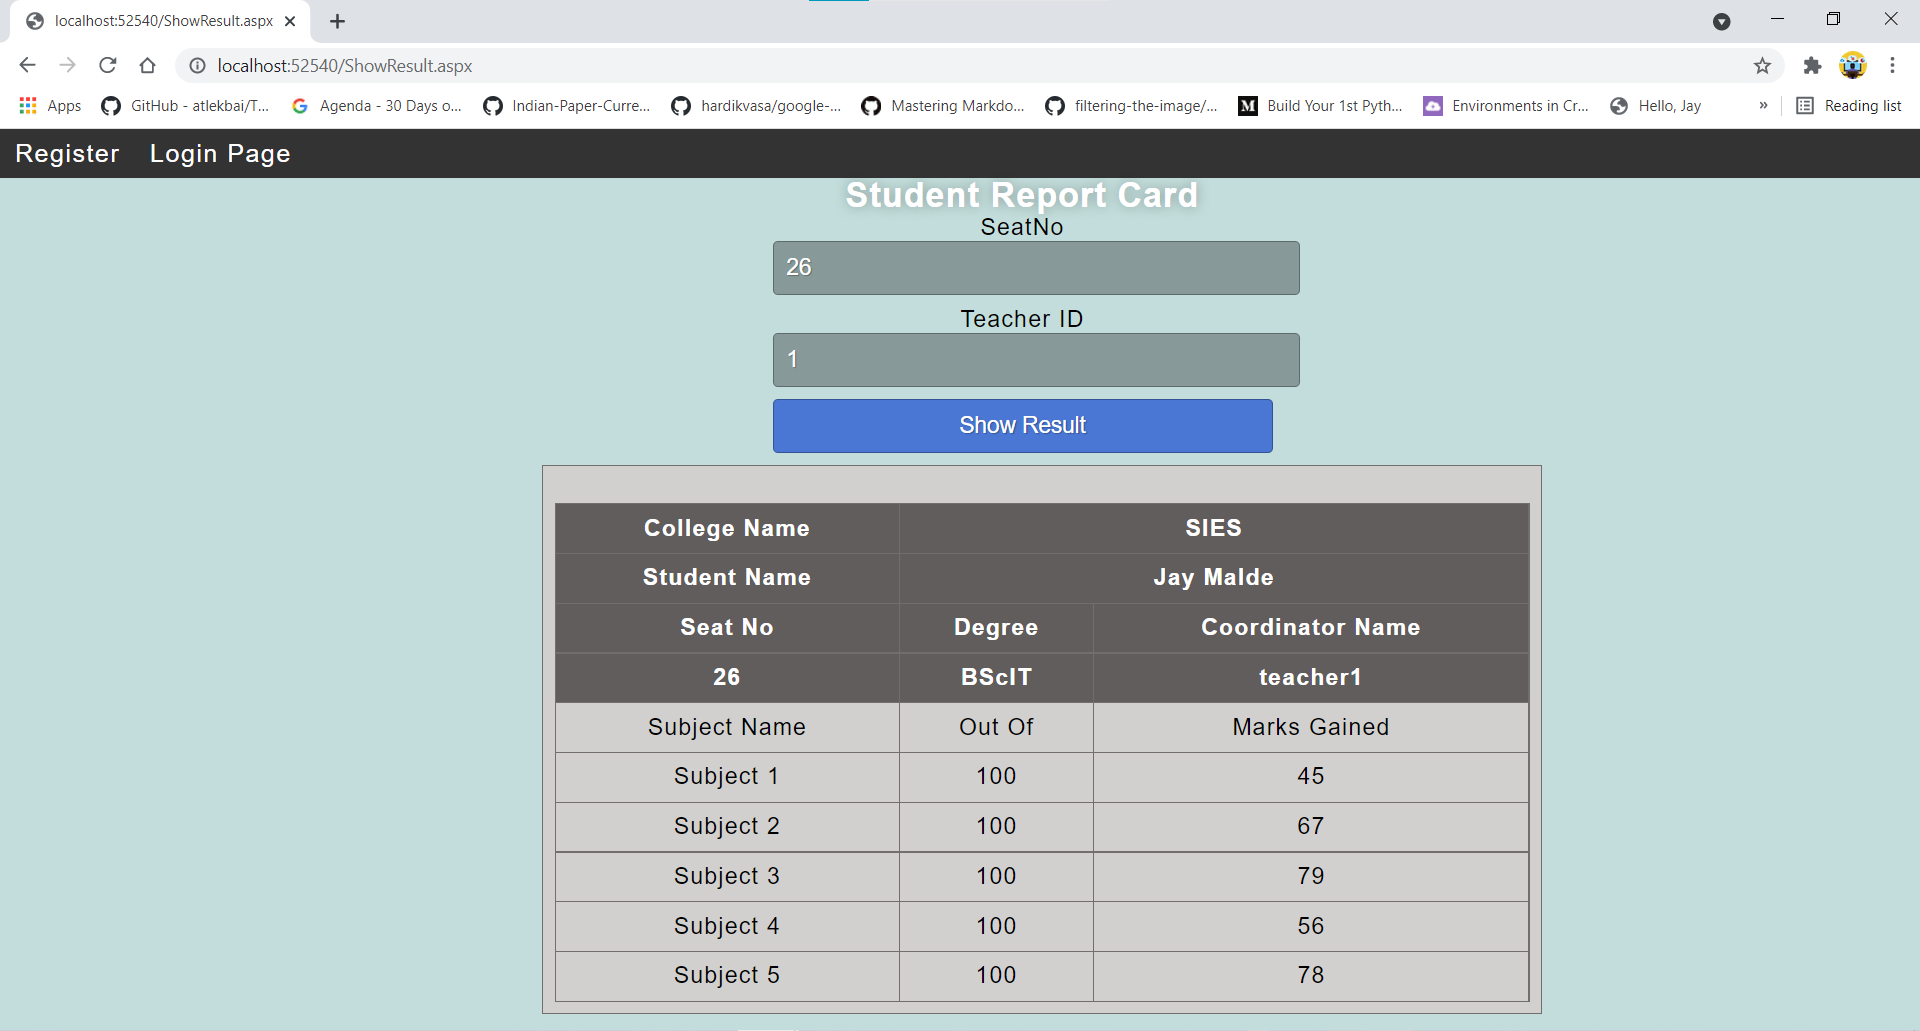 localhost:52540/ShowResult.aspx
localhost:52540/ShowResult.aspx
Apps GitHub - atlekbai/T... Agenda - 30 Days o... Indian-Paper-Curre... hardikvasa/google-... Mastering Markdo... filtering-the-image/... Build Your 1st Pyth... Environments in Cr... Hello, Jay » Reading list
Register Login Page
Student Report Card
SeatNo
26
Teacher ID
1
Show Result
College Name SIES
Student Name Jay Malde
Seat No Degree Coordinator Name
26 BScIT teacher1
Subject Name Out Of Marks Gained
Subject 1 100 45
Subject 2 100 67
Subject 3 100 79
Subject 4 100 56
Subject 5 100 78